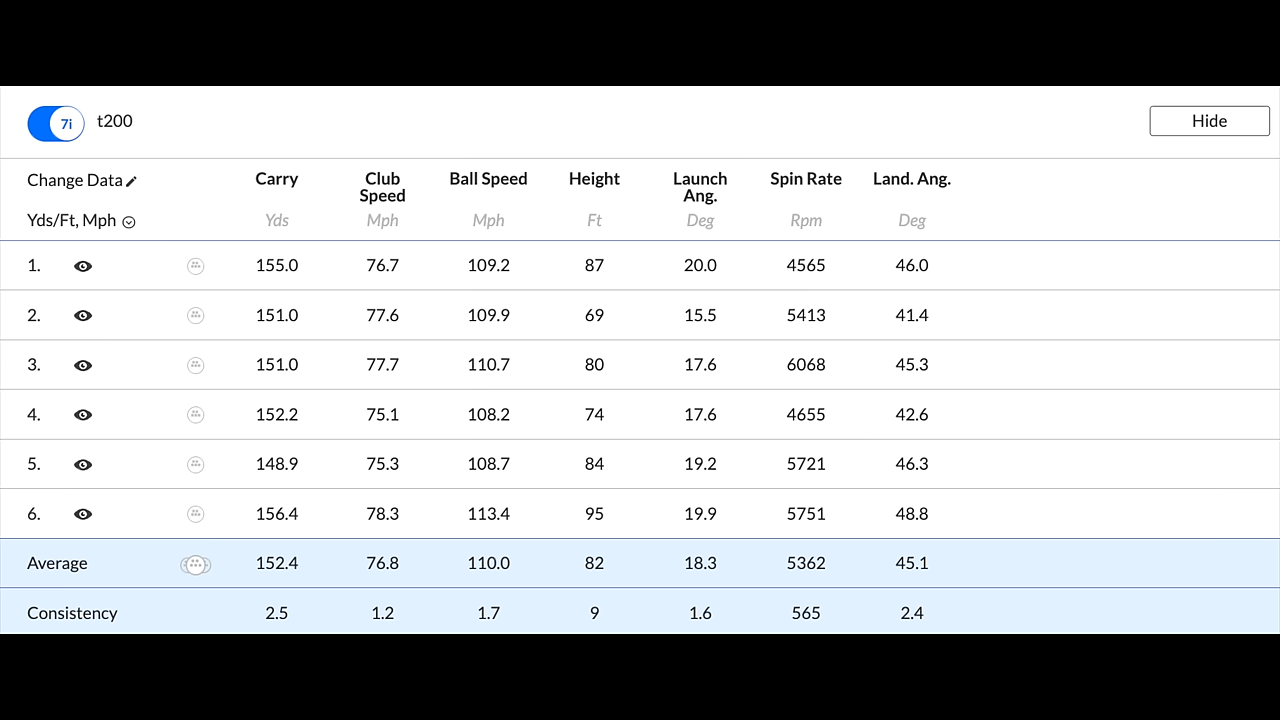 7i t200 Hide
Change Data Carry Club Speed Ball Speed Height Launch Ang. Spin Rate Land. Ang.
Yds/Ft, Mph Yds Mph Mph Ft Deg Rpm Deg
1. 155.0 76.7 109.2 87 20.0 4565 46.0
2. 151.0 77.6 109.9 69 15.5 5413 41.4
3. 151.0 77.7 110.7 80 17.6 6068 45.3
4. 152.2 75.1 108.2 74 17.6 4655 42.6
5. 148.9 75.3 108.7 84 19.2 5721 46.3
6. 156.4 78.3 113.4 95 19.9 5751 48.8
Average 152.4 76.8 110.0 82 18.3 5362 45.1
Consistency 2.5 1.2 1.7 9 1.6 565 2.4